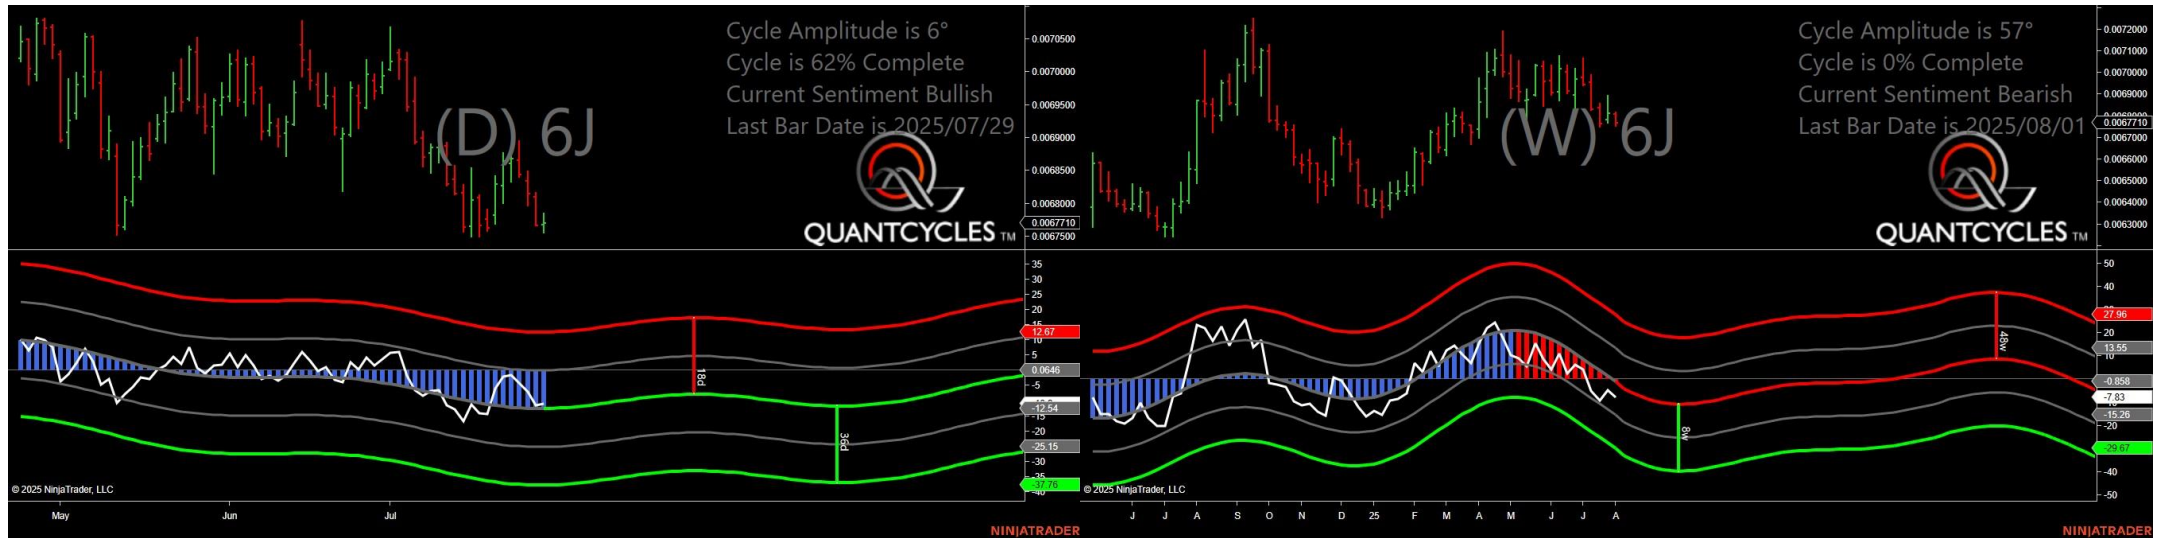 Cycle Amplitude is 6°
Cycle is 62% Complete
Current Sentiment Bullish
Last Bar Date is 2025/07/29
(D) 6J
QUANTCYCLES TM
0.0070500
0.0070000
0.0069500
0.0069000
0.0068500
0.0068000
0.0067710
0.0067500
35
30
25
20
15
12.67
10
5
0.0646
-5
-12.54
-15
-20
-25.15
-30
-35
-37.76
-40
18d
36d
© 2025 NinjaTrader, LLC
May Jun Jul
NINJATRADER
Cycle Amplitude is 57°
Cycle is 0% Complete
Current Sentiment Bearish
Last Bar Date is 2025/08/01
(W) 6J
QUANTCYCLES TM
0.0072000
0.0071000
0.0070000
0.0069000
0.0067710
0.0067000
0.0066000
0.0065000
0.0064000
0.0063000
50
40
27.96
20
13.55
10
-0.858
-7.83
-15.26
-20
-29.67
-40
-50
48w
8w
© 2025 NinjaTrader, LLC
J J A S O N D 25 F M A M J J A
NINJATRADER